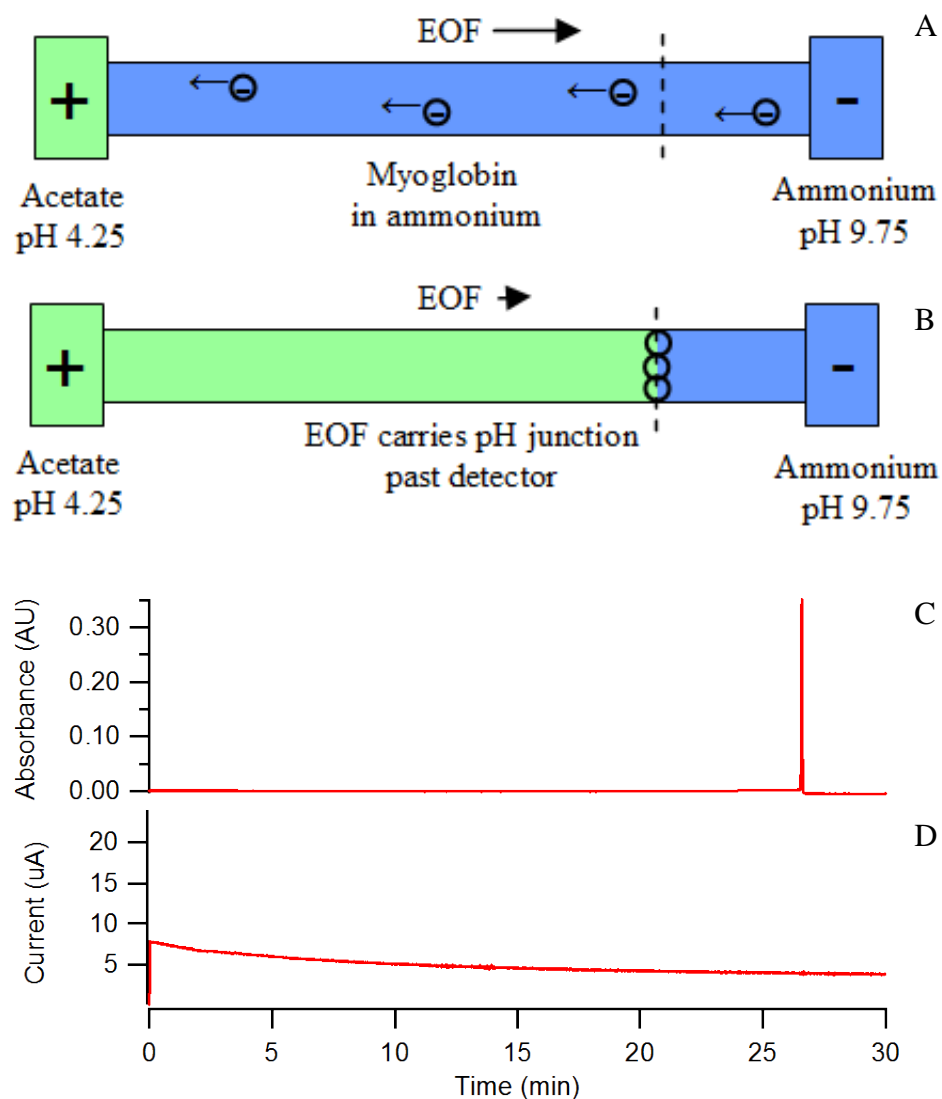 EOF
A
+
-
-
-
-
-
Acetate
pH 4.25
Myoglobin
in ammonium
Ammonium
pH 9.75
EOF
B
+
-
Acetate
pH 4.25
EOF carries pH junction
past detector
Ammonium
pH 9.75
C
Absorbance (AU)
0.30
0.20
0.10
0.00
D
Current (uA)
20
15
10
5
0 5 10 15 20 25 30
Time (min)